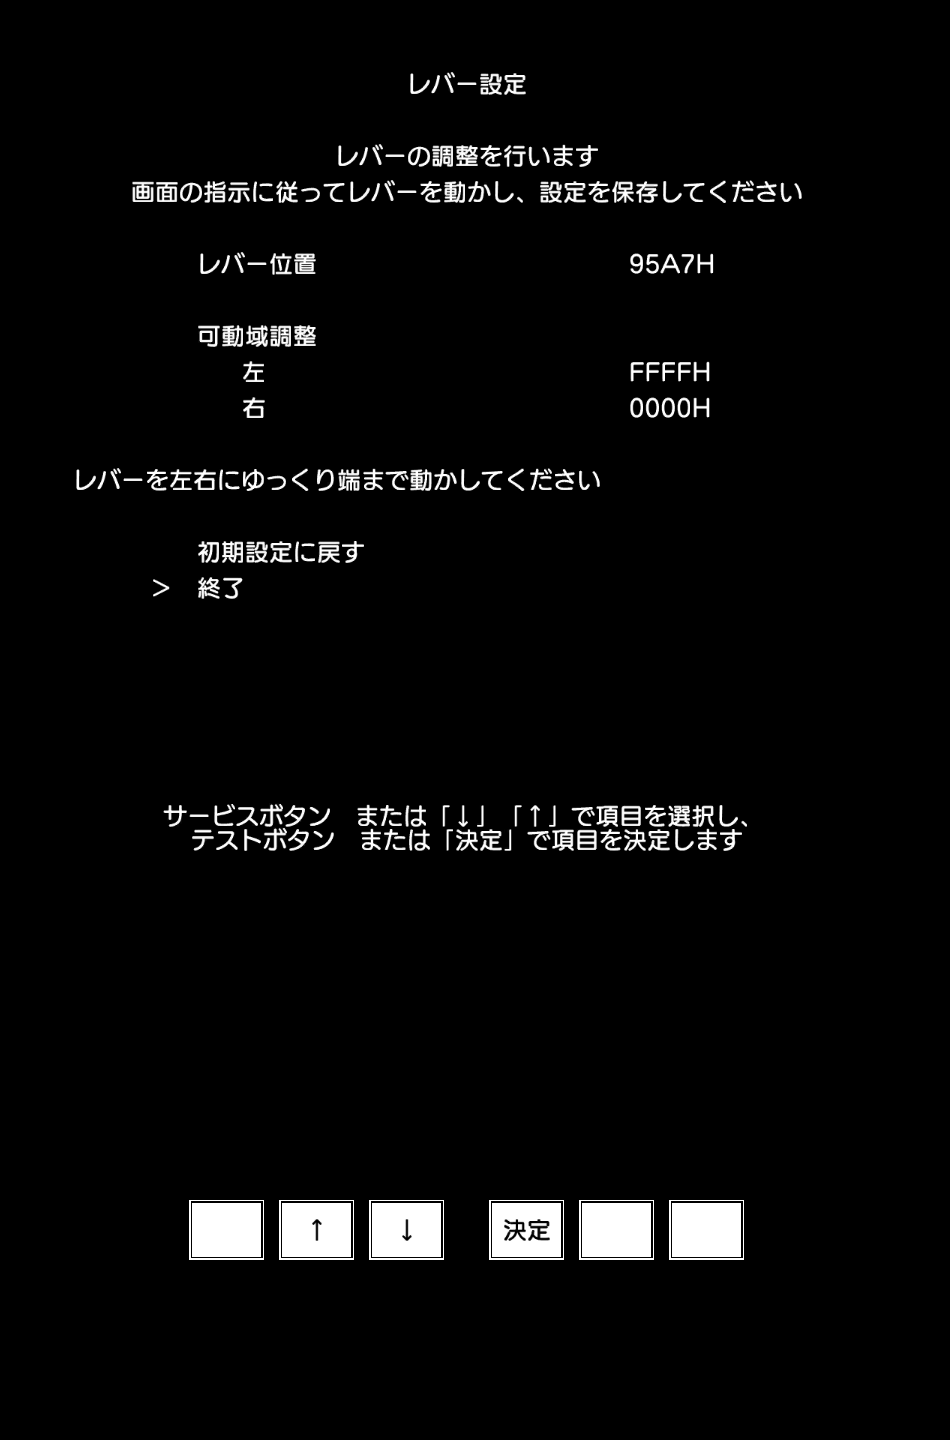 レバー設定
レバーの調整を行います
画面の指示に従ってレバーを動かし、設定を保存してください
レバー位置 95A7H
可動域調整
左 FFFFH
右 0000H
レバーを左右にゆっくり端まで動かしてください
初期設定に戻す
＞ 終了
サービスボタン　または「↓」「↑」で項目を選択し、
テストボタン　または「決定」で項目を決定します
↑ ↓ 決定